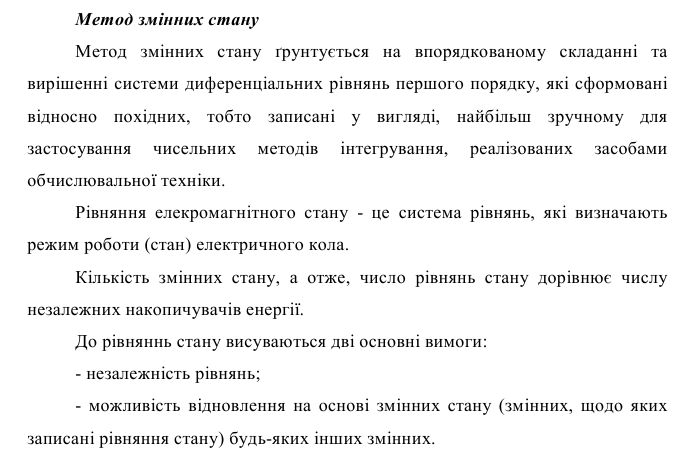 Метод змінних стану
Метод змінних стану ґрунтується на впорядкованому складанні та
вирішенні системи диференціальних рівнянь першого порядку, які сформовані
відносно похідних, тобто записані у вигляді, найбільш зручному для
застосування чисельних методів інтегрування, реалізованих засобами
обчислювальної техніки.
Рівняння елекромагнітного стану - це система рівнянь, які визначають
режим роботи (стан) електричного кола.
Кількість змінних стану, а отже, число рівнянь стану дорівнює числу
незалежних накопичувачів енергії.
До рівняннь стану висуваються дві основні вимоги:
- незалежність рівнянь;
- можливість відновлення на основі змінних стану (змінних, щодо яких
записані рівняння стану) будь-яких інших змінних.